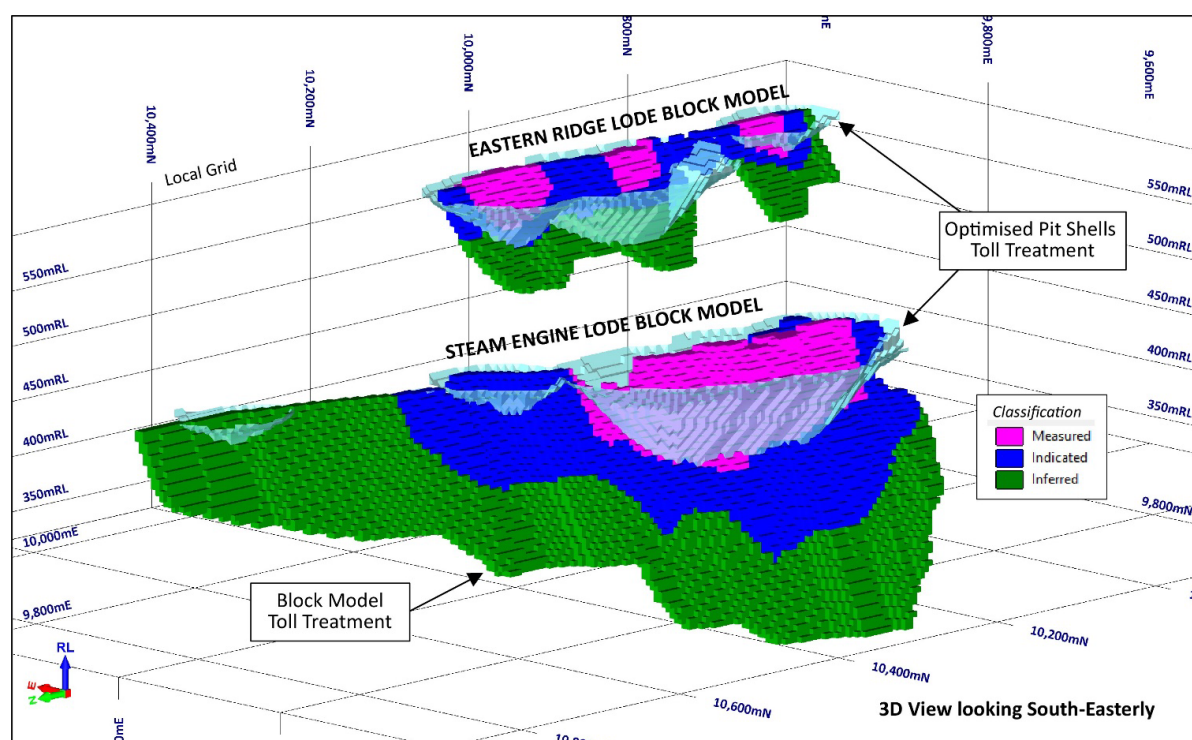 10,400mN
10,200mN
10,000mN
800mN
mE
9,800mE
9,600mE
Local Grid
EASTERN RIDGE LODE BLOCK MODEL
550mRL
500mRL
450mRL
400mRL
350mRL
550mRL
500mRL
450mRL
400mRL
350mRL
Optimised Pit Shells
Toll Treatment
STEAM ENGINE LODE BLOCK MODEL
Classification
Measured
Indicated
Inferred
10,000mE
9,800mE
Block Model
Toll Treatment
9,800mN
10,200mN
10,400mN
10,600mN
RL
E
N
0mE
3D View looking South-Easterly